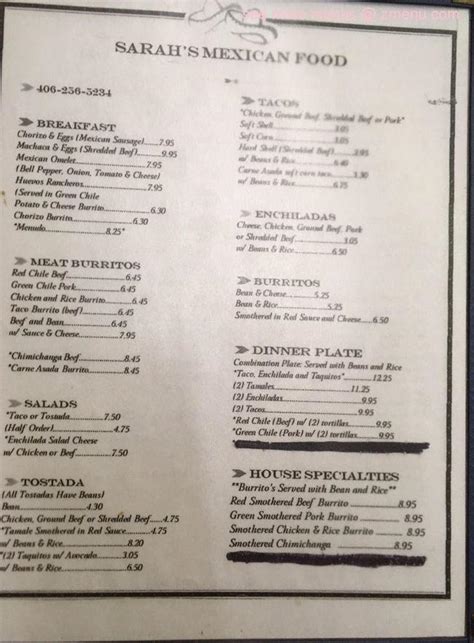 SARAH'S MEXICAN FOOD
406-256-5234
BREAKFAST
Chorizo & Eggs (Mexican Sausage)....7.95
Machaca & Eggs (Shredded Beef)....9.95
Mexican Omelet....7.95
(Bell Pepper, Onion, Tomato & Cheese)
Huevos Rancheros....7.95
(Served in Green Chile
Potato & Cheese Burrito....6.30
Chorizo Burrito....6.30
*Menudo....8.25*
MEAT BURRITOS
Red Chile Beef....6.45
Green Chile Pork....6.45
Chicken and Rice Burrito....6.45
Taco Burrito (beef)....6.45
Beef and Bean....6.45
w/ Sauce & Cheese....7.95
*Chimichanga Beef....8.45
*Carne Asada Burrito....8.45
SALADS
*Taco or Tostada....7.50
(Half Order)....4.75
*Enchilada Salad Cheese
w/ Chicken or Beef....7.50
TOSTADA
(All Tostadas Have Beans)
Bean....4.30
Chicken, Ground Beef or Shredded Beef....4.75
*Tamale Smothered in Red Sauce....4.75
w/ Beans & Rice....8.20
*(2) Taquitos w/ Avocado....3.05
w/ Beans & Rice....6.50
TACOS
*Chicken, Ground Beef, Shredded Beef or Pork*
Soft Shell....3.05
Soft Corn....3.05
Hard Shell (Shredded Beef)
w/ Beans & Rice
Carne Asada soft corn taco....3.30
w/ Beans & Rice....6.75
ENCHILADAS
Cheese, Chicken, Ground Beef, Pork
or Shredded Beef....3.05
w/ Beans & Rice....6.50
BURRITOS
Bean & Cheese....5.25
Bean & Rice....5.25
Smothered in Red Sauce and Cheese....6.50
DINNER PLATE
Combination Plate: Served with Beans and Rice
*Taco, Enchilada and Taquitos*....12.25
(2) Tamales....11.25
(2) Enchiladas....9.95
(2) Tacos....9.95
*Red Chile (Beef) w/ (2) tortillas....9.95
*Green Chile (Pork) w/ (2) tortillas....9.95
HOUSE SPECIALTIES
**Burrito's Served with Bean and Rice**
Red Smothered Beef Burrito....8.95
Green Smothered Pork Burrito....8.95
Smothered Chicken & Rice Burrito....8.95
Smothered Chimichanga....8.95